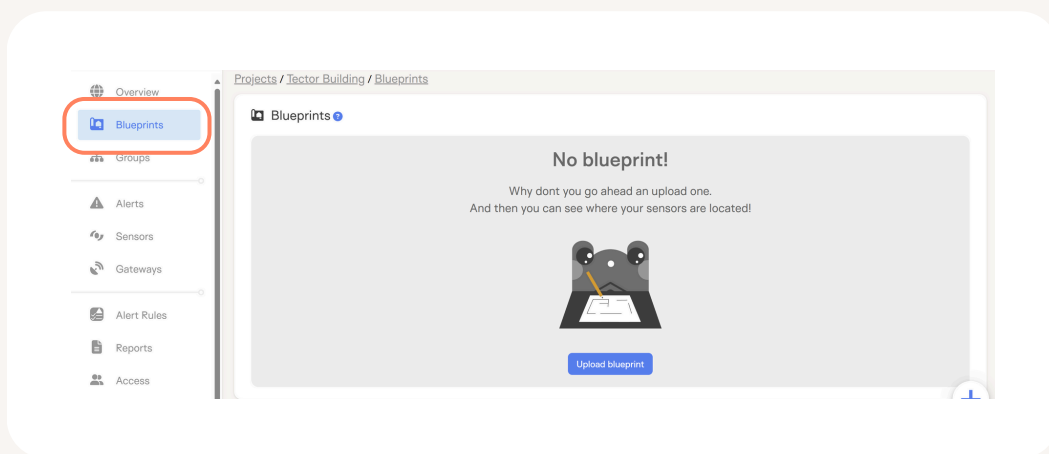 Overview
Blueprints
Groups
Alerts
Sensors
Gateways
Alert Rules
Reports
Access
Projects / Tector Building / Blueprints
Blueprints ?
No blueprint!
Why dont you go ahead an upload one.
And then you can see where your sensors are located!
Upload blueprint